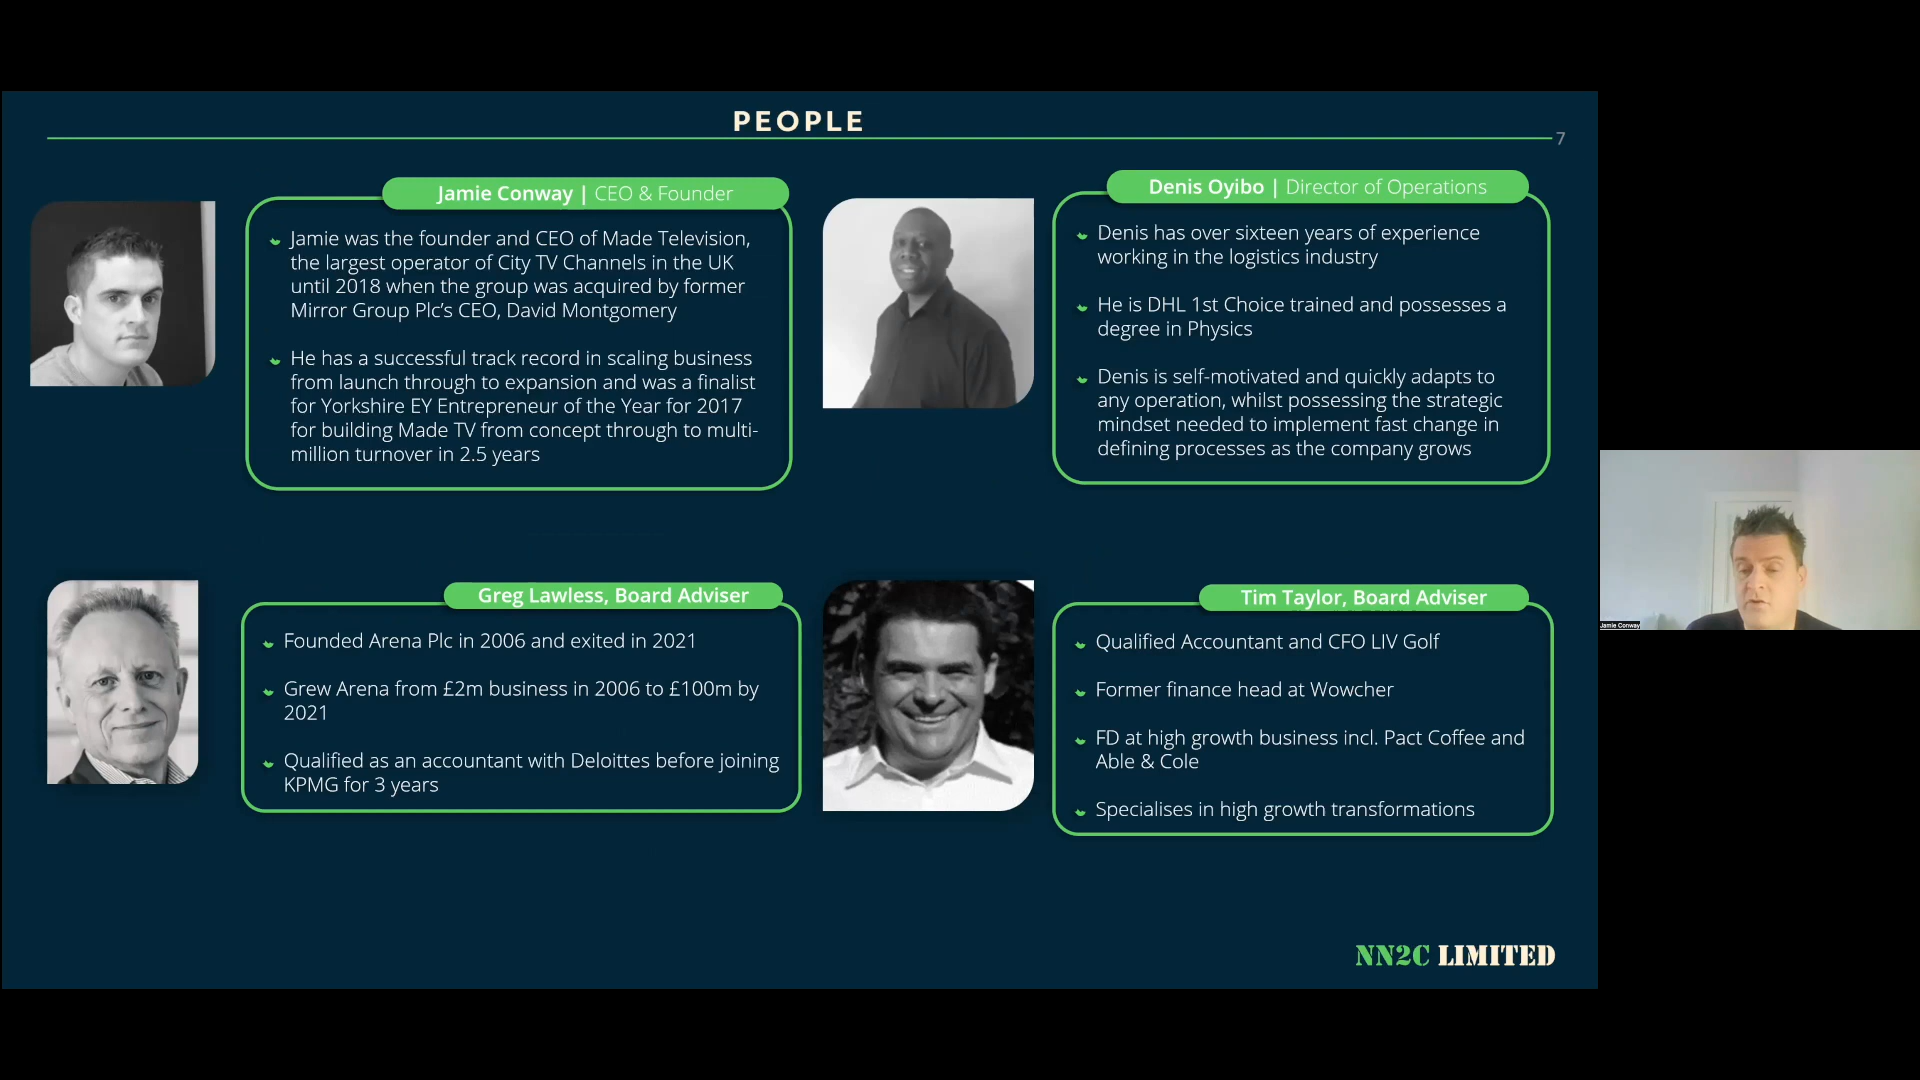 PEOPLE
7
Jamie Conway | CEO & Founder
Jamie was the founder and CEO of Made Television,
the largest operator of City TV Channels in the UK
until 2018 when the group was acquired by former
Mirror Group Plc’s CEO, David Montgomery
He has a successful track record in scaling business
from launch through to expansion and was a finalist
for Yorkshire EY Entrepreneur of the Year for 2017
for building Made TV from concept through to multi-
million turnover in 2.5 years
Denis Oyibo | Director of Operations
Denis has over sixteen years of experience
working in the logistics industry
He is DHL 1st Choice trained and possesses a
degree in Physics
Denis is self-motivated and quickly adapts to
any operation, whilst possessing the strategic
mindset needed to implement fast change in
defining processes as the company grows
Greg Lawless, Board Adviser
Founded Arena Plc in 2006 and exited in 2021
Grew Arena from £2m business in 2006 to £100m by
2021
Qualified as an accountant with Deloittes before joining
KPMG for 3 years
Tim Taylor, Board Adviser
Qualified Accountant and CFO LIV Golf
Former finance head at Wowcher
FD at high growth business incl. Pact Coffee and
Able & Cole
Specialises in high growth transformations
NN2C LIMITED
Jamie Conway